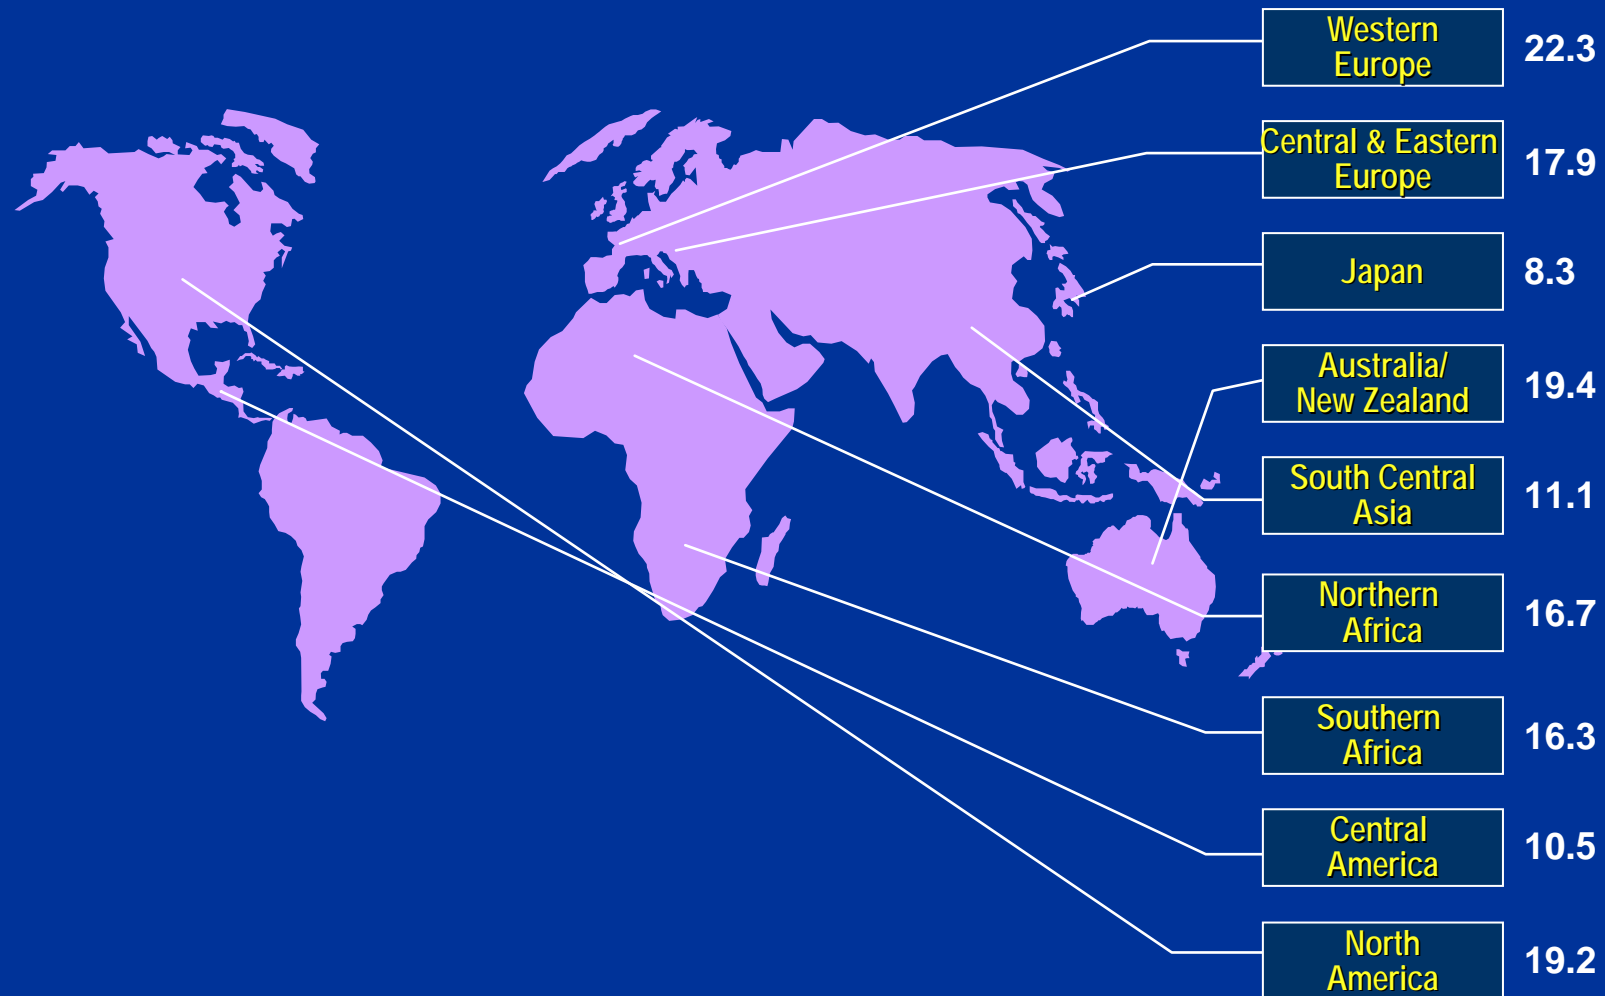 Western
Europe
22.3
Central & Eastern
Europe
17.9
Japan
8.3
Australia/
New Zealand
19.4
South Central
Asia
11.1
Northern
Africa
16.7
Southern
Africa
16.3
Central
America
10.5
North
America
19.2